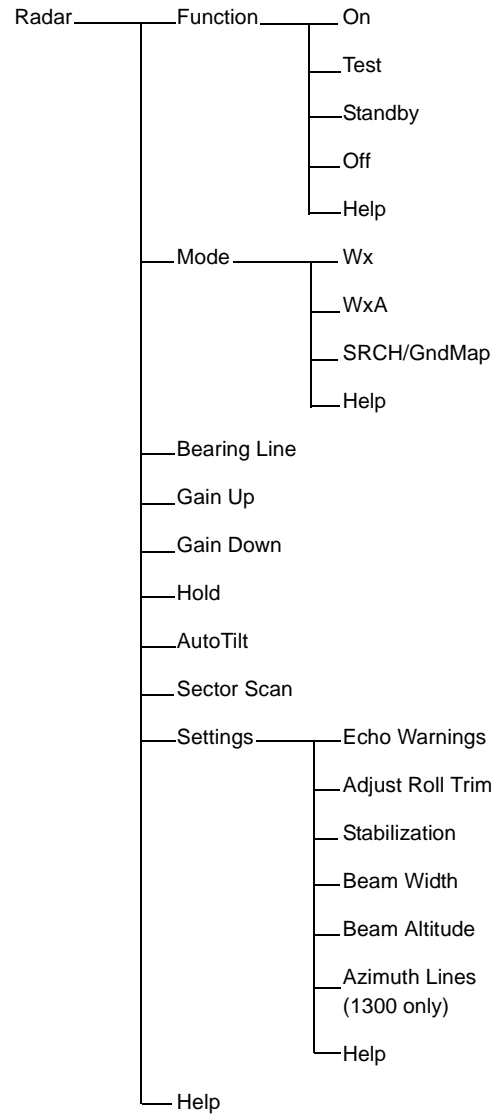 Radar Function On
Test
Standby
Off
Help
Mode Wx
WxA
SRCH/GndMap
Help
Bearing Line
Gain Up
Gain Down
Hold
AutoTilt
Sector Scan
Settings Echo Warnings
Adjust Roll Trim
Stabilization
Beam Width
Beam Altitude
Azimuth Lines
(1300 only)
Help
Help